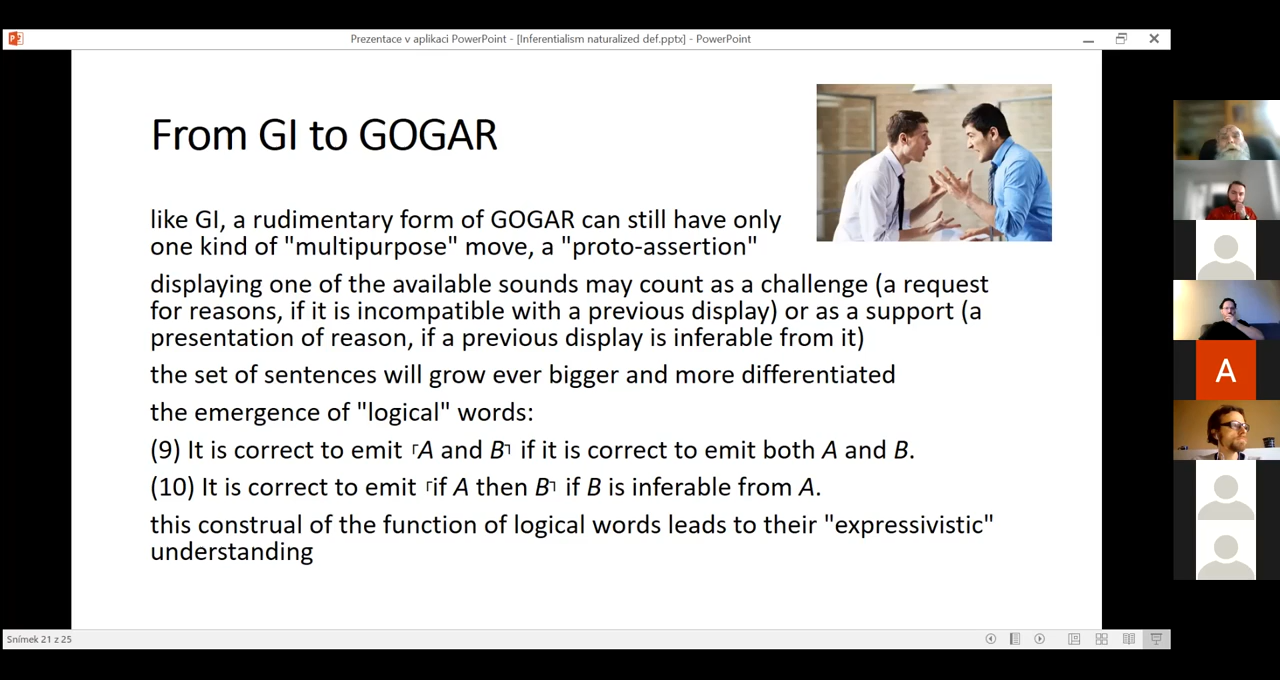 Prezentace v aplikaci PowerPoint - [Inferentialism naturalized def.pptx] - PowerPoint
From GI to GOGAR
like GI, a rudimentary form of GOGAR can still have only
one kind of "multipurpose" move, a "proto-assertion"
displaying one of the available sounds may count as a challenge (a request
for reasons, if it is incompatible with a previous display) or as a support (a
presentation of reason, if a previous display is inferable from it)
the set of sentences will grow ever bigger and more differentiated
the emergence of "logical" words:
(9) It is correct to emit ⌜A and B⌝ if it is correct to emit both A and B.
(10) It is correct to emit ⌜if A then B⌝ if B is inferable from A.
this construal of the function of logical words leads to their "expressivistic"
understanding
A
Snímek 21 z 25